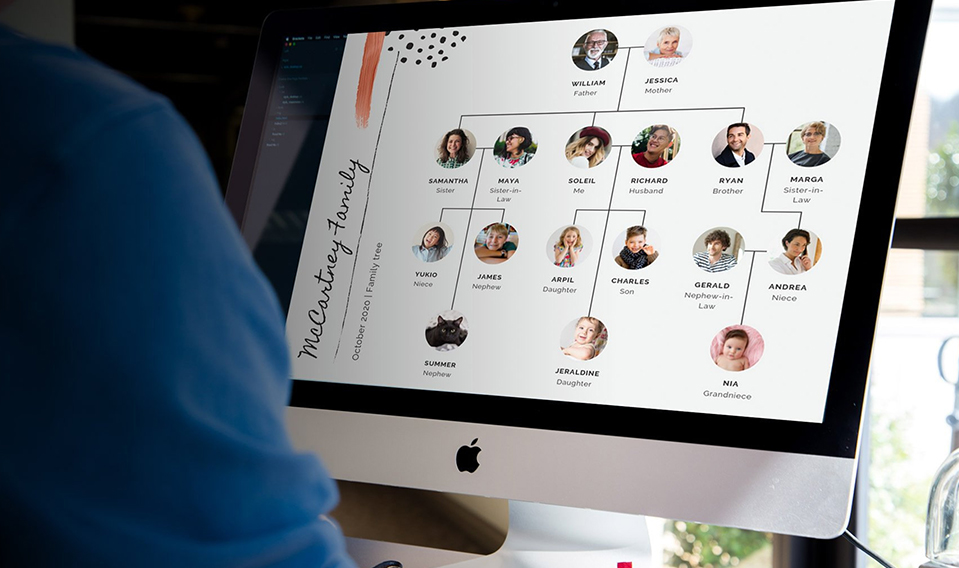 McCartney Family
October 2020 | Family tree
WILLIAM
Father
JESSICA
Mother
SAMANTHA
Sister
MAYA
Sister-in-
Law
SOLEIL
Me
RICHARD
Husband
RYAN
Brother
MARGA
Sister-in-
Law
YUKIO
Niece
JAMES
Nephew
ARPIL
Daughter
CHARLES
Son
GERALD
Nephew-in-
Law
ANDREA
Niece
SUMMER
Nephew
JERALDINE
Daughter
NIA
Grandniece